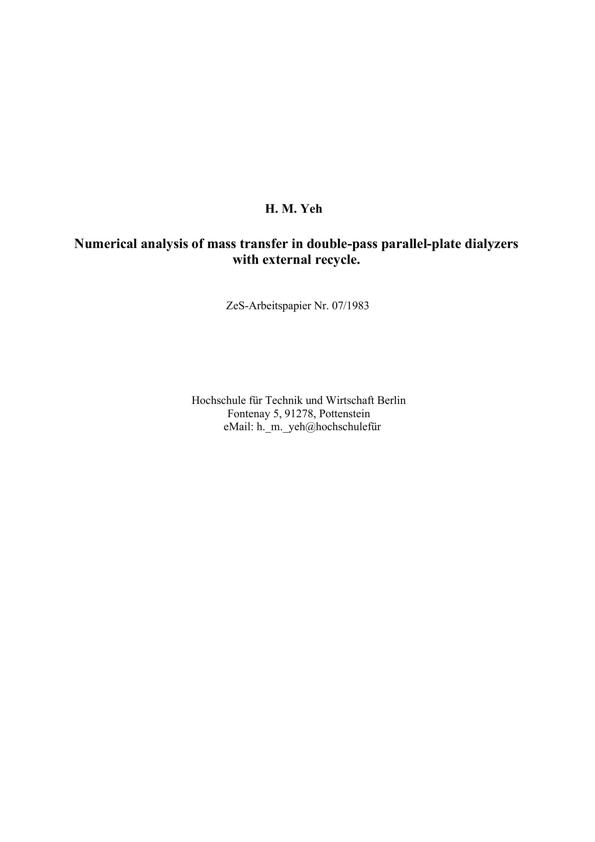 H. M. Yeh
Numerical analysis of mass transfer in double-pass parallel-plate dialyzers
with external recycle.
ZeS-Arbeitspapier Nr. 07/1983
Hochschule für Technik und Wirtschaft Berlin
Fontenay 5, 91278, Pottenstein
eMail: h._m._yeh@hochschulefür